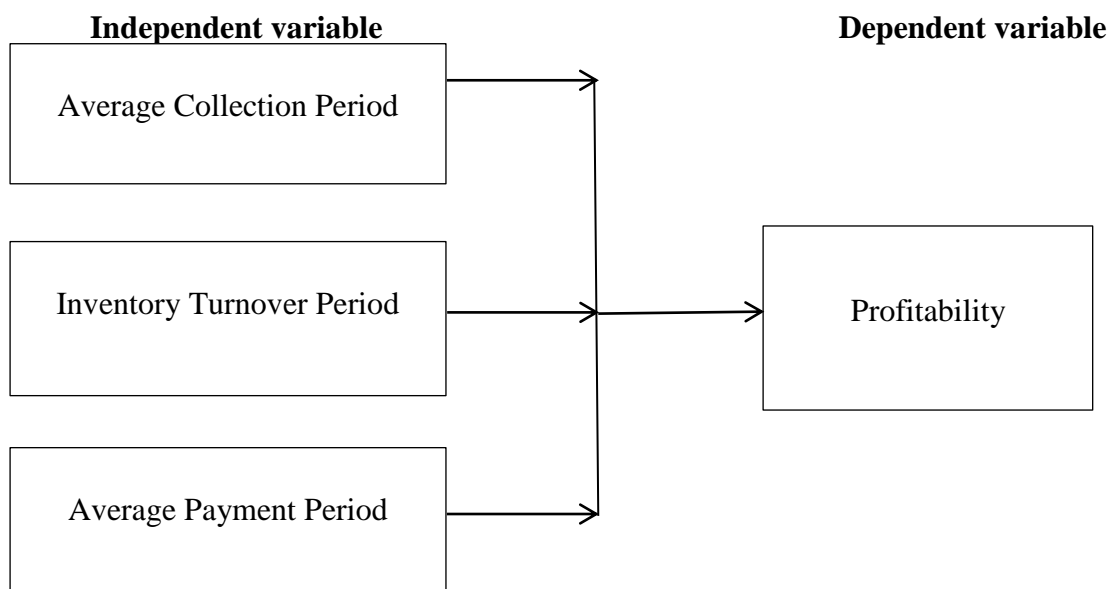 Independent variable
Dependent variable
Average Collection Period
Inventory Turnover Period
Profitability
Average Payment Period